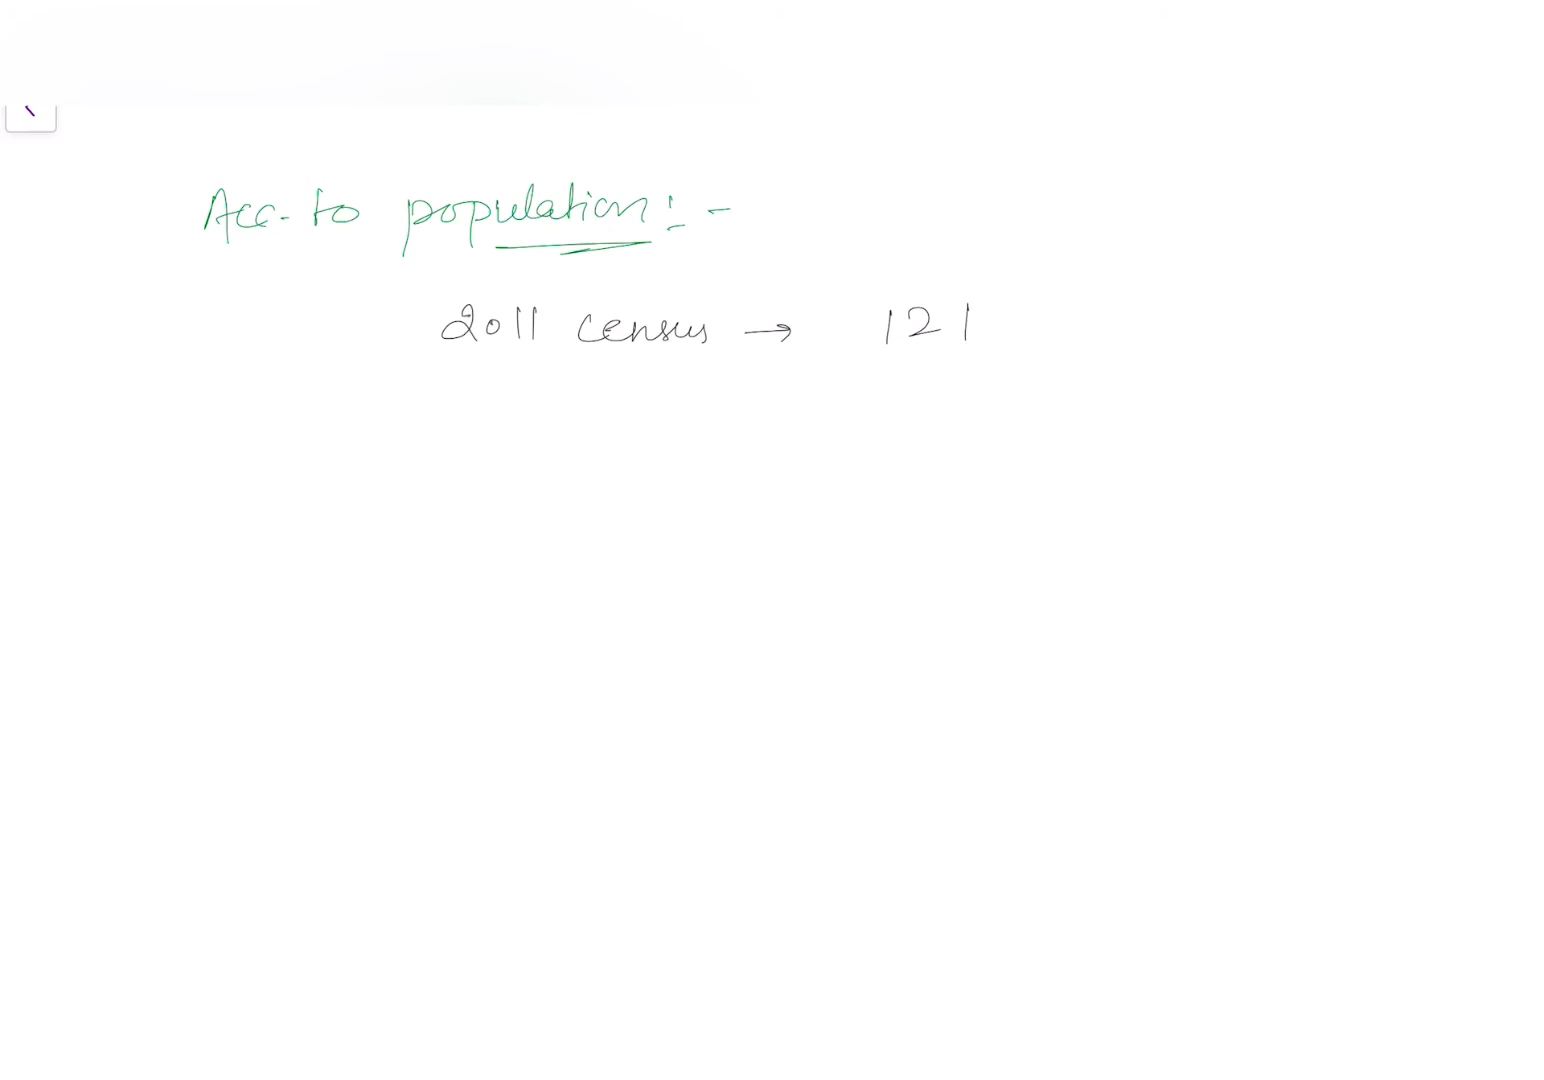 Acc. to population :-
2011 census → 121